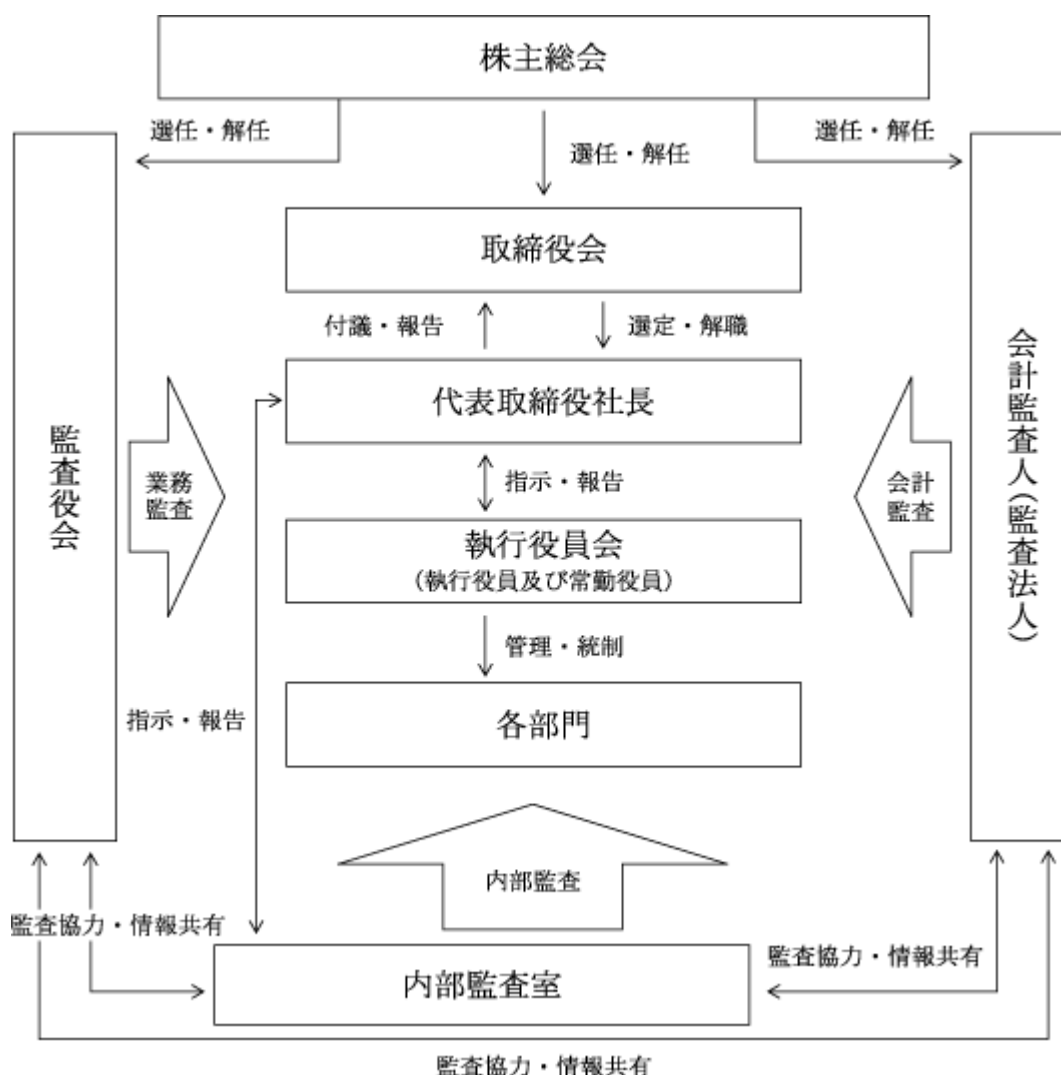 株主総会
選任・解任
選任・解任
選任・解任
取締役会
付議・報告
選定・解職
代表取締役社長
監査役会
業務
監査
会計
監査
会計監査人(監査法人)
指示・報告
執行役員会
(執行役員及び常勤役員)
管理・統制
指示・報告
各部門
内部監査
監査協力・情報共有
監査協力・情報共有
内部監査室
監査協力・情報共有